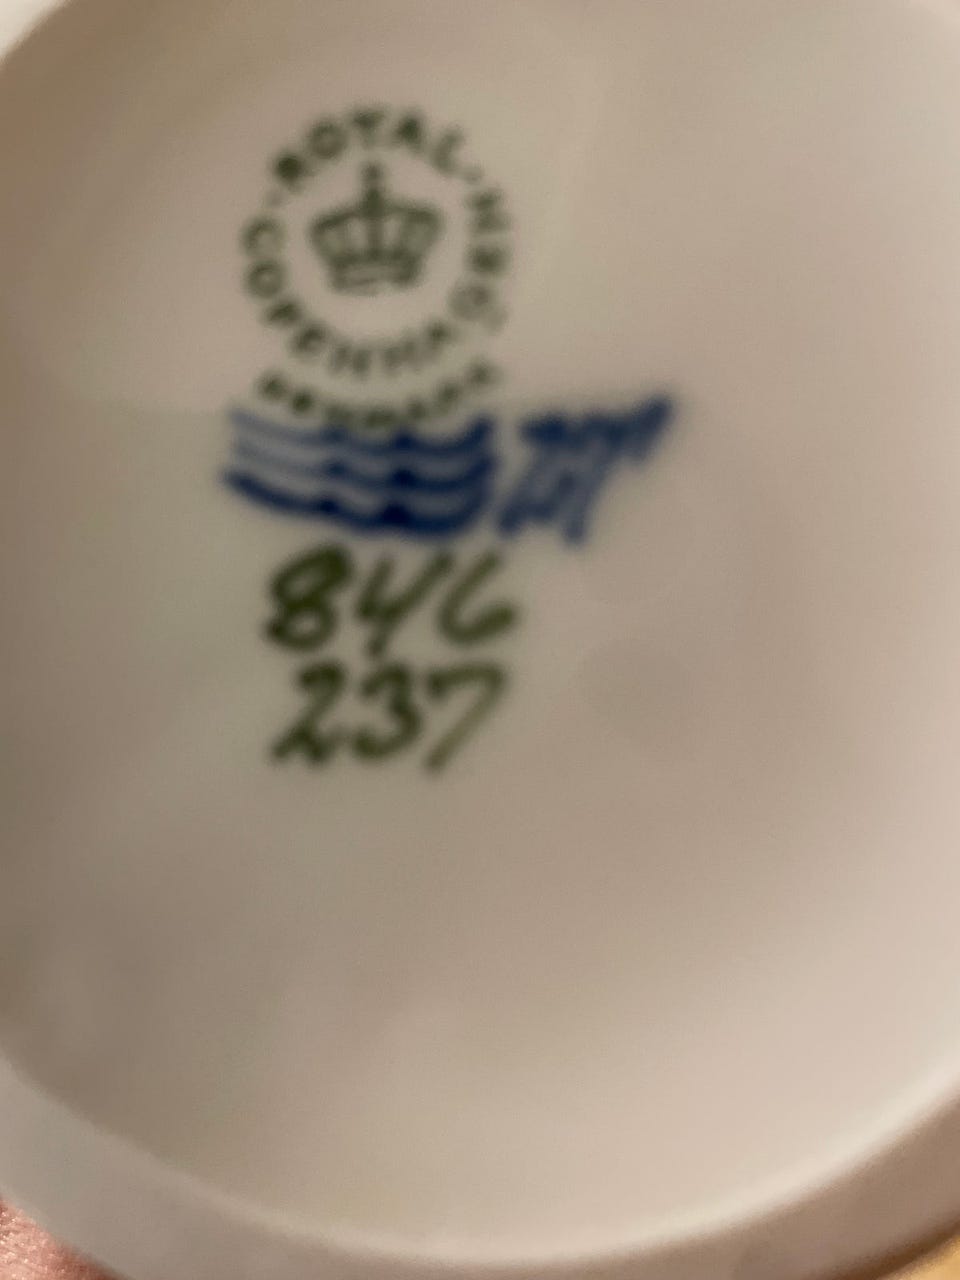 ROYAL
COPENHAGEN
DENMARK
846
237